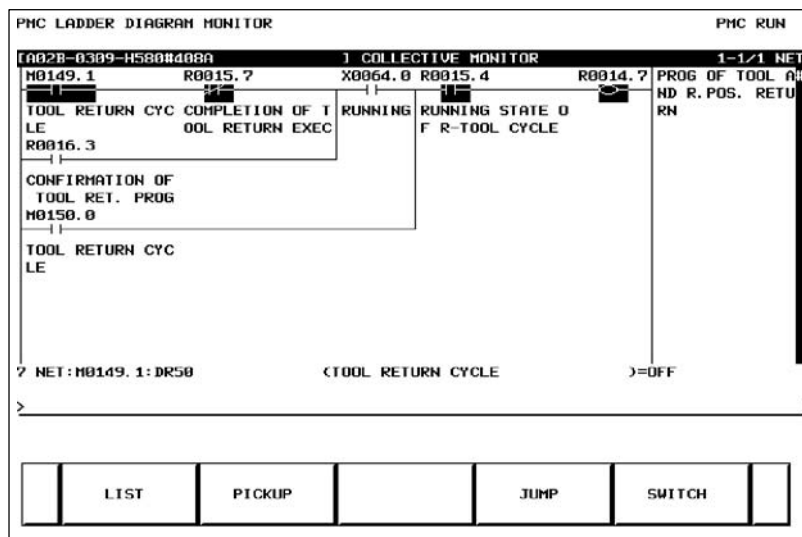 PMC LADDER DIAGRAM MONITOR PMC RUN
[A02B-0309-H580#408A ] COLLECTIVE MONITOR 1-1/1 NET
M0149.1 R0015.7 X0064.0 R0015.4 R0014.7 PROG OF TOOL A#
ND R.POS. RETU
TOOL RETURN CYC COMPLETION OF T RUNNING RUNNING STATE O RN
LE OOL RETURN EXEC F R-TOOL CYCLE
R0016.3
CONFIRMATION OF
TOOL RET. PROG
M0150.0
TOOL RETURN CYC
LE
7 NET:M0149.1:DR50 (TOOL RETURN CYCLE )=OFF
>
LIST PICKUP JUMP SWITCH